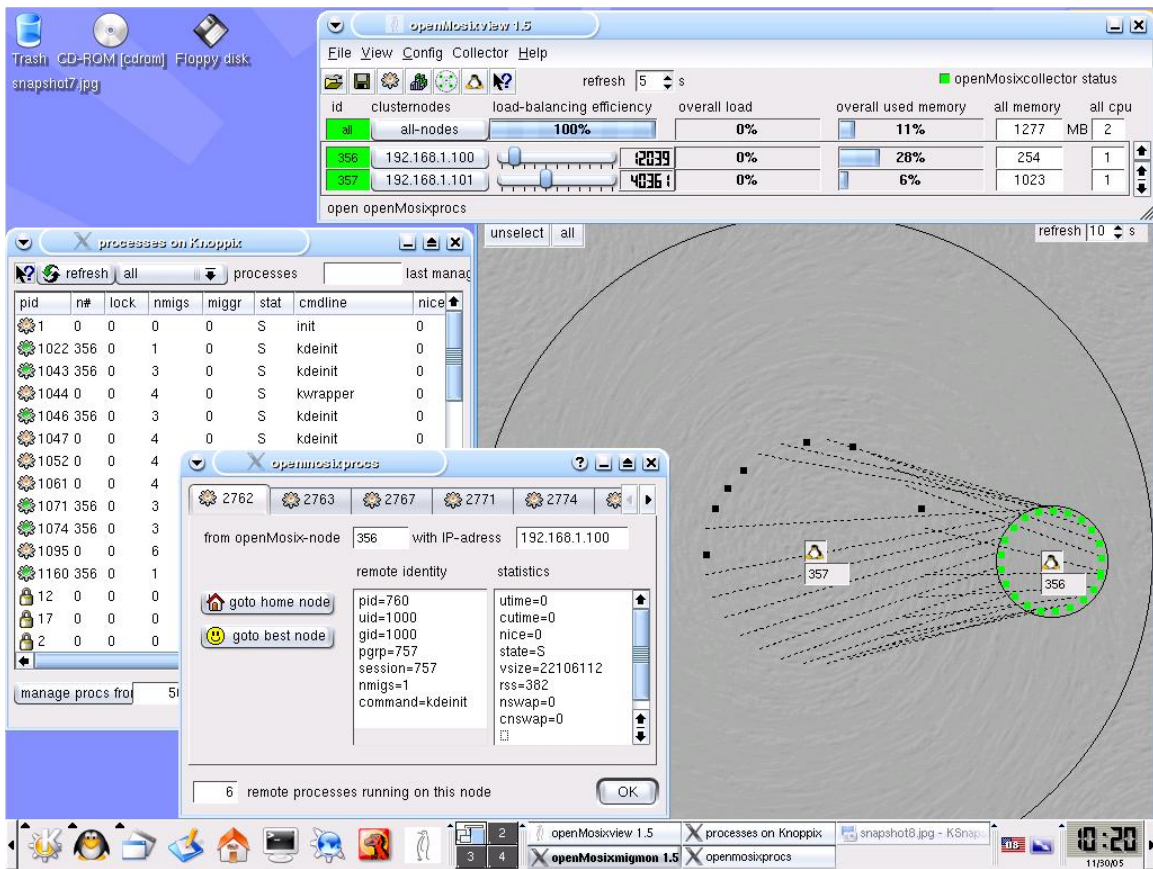 Trash
CD-ROM [cdrom]
Floppy disk
snapshot7.jpg
openMosixview 1.5
File View Config Collector Help
refresh 5 s
openMosixcollector status
id clusternodes load-balancing efficiency overall load overall used memory all memory all cpu
all all-nodes 100% 0% 11% 1277 MB 2
356 192.168.1.100 12039 0% 28% 254 1
357 192.168.1.101 40361 0% 6% 1023 1
open openMosixprocs
processes on Knoppix
refresh all processes last manag
pid n# lock nmigs miggr stat cmdline nice
1 0 0 0 0 S init 0
1022 356 0 1 0 S kdeinit 0
1043 356 0 3 0 S kdeinit 0
1044 0 0 4 0 S kwrapper 0
1046 356 0 3 0 S kdeinit 0
1047 0 0 4 0 S kdeinit 0
1052 0 0 4
1061 0 0 4
1071 356 0 3
1074 356 0 3
1095 0 0 6
1160 356 0 1
12 0 0 0
17 0 0 0
2 0 0 0
manage procs from
unselect all
refresh 10 s
357
356
openmosixprocs
2762 2763 2767 2771 2774
from openMosix-node 356 with IP-adress 192.168.1.100
remote identity
statistics
goto home node
goto best node
pid=760
uid=1000
gid=1000
pgrp=757
session=757
nmigs=1
command=kdeinit
utime=0
cutime=0
nice=0
state=S
vsize=22106112
rss=382
nswap=0
cnswap=0
6 remote processes running on this node
OK
2
3 4
openMosixview 1.5
processes on Knoppix
snapshot8.jpg - KSnaps
openMosixmigmon 1.5
openmosixprocs
us
10:20
11/30/05